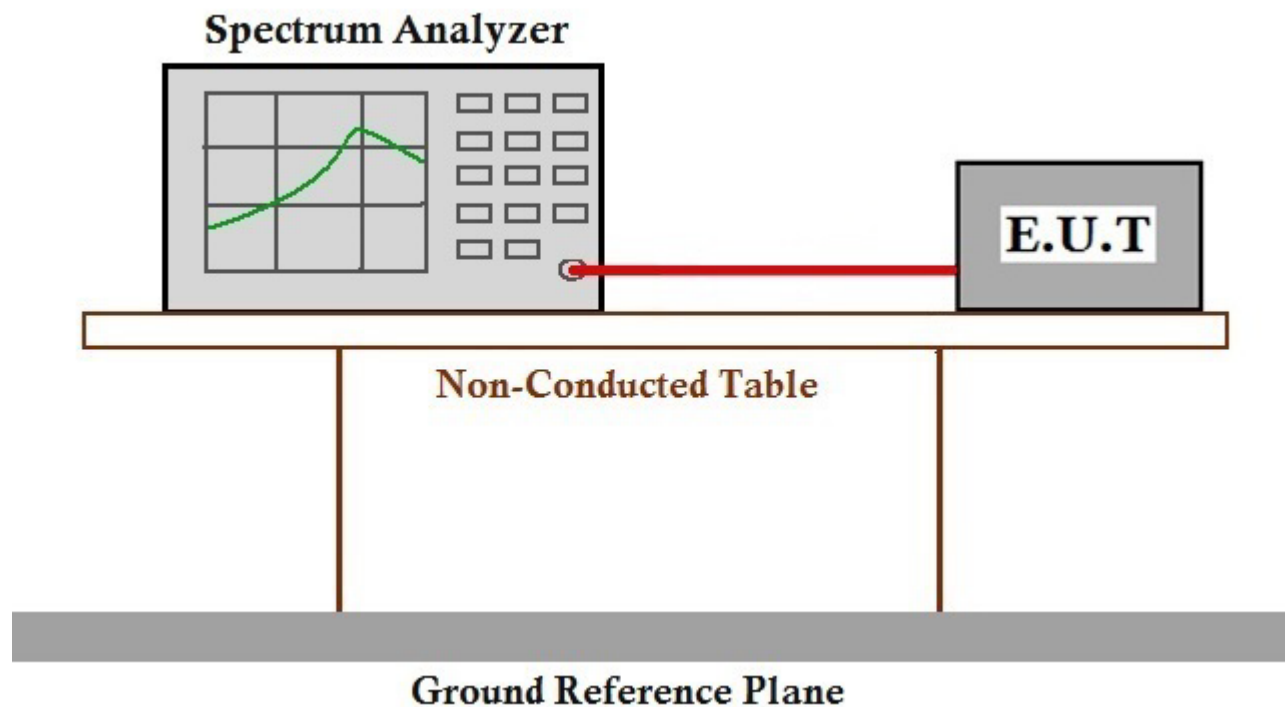 Spectrum Analyzer
E.U.T
Non-Conducted Table
Ground Reference Plane